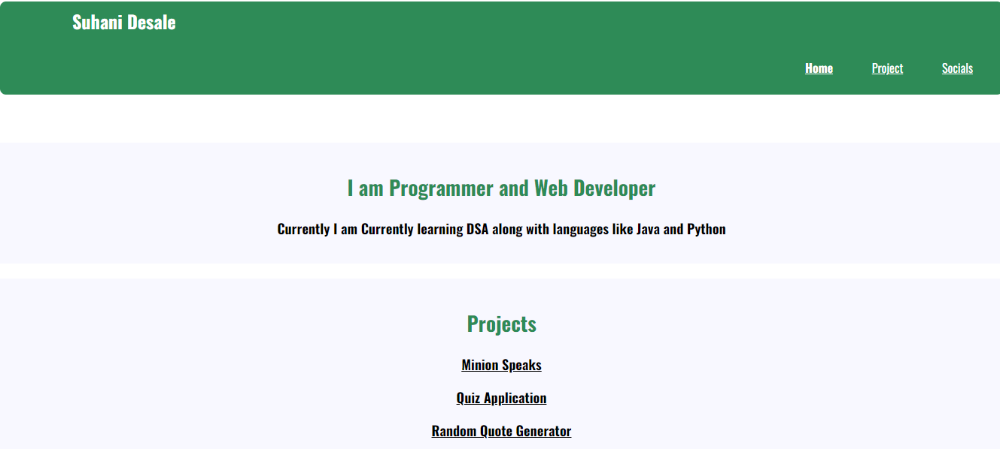 Suhani Desale
Home Project Socials
I am Programmer and Web Developer
Currently I am Currently learning DSA along with languages like Java and Python
Projects
Minion Speaks
Quiz Application
Random Quote Generator